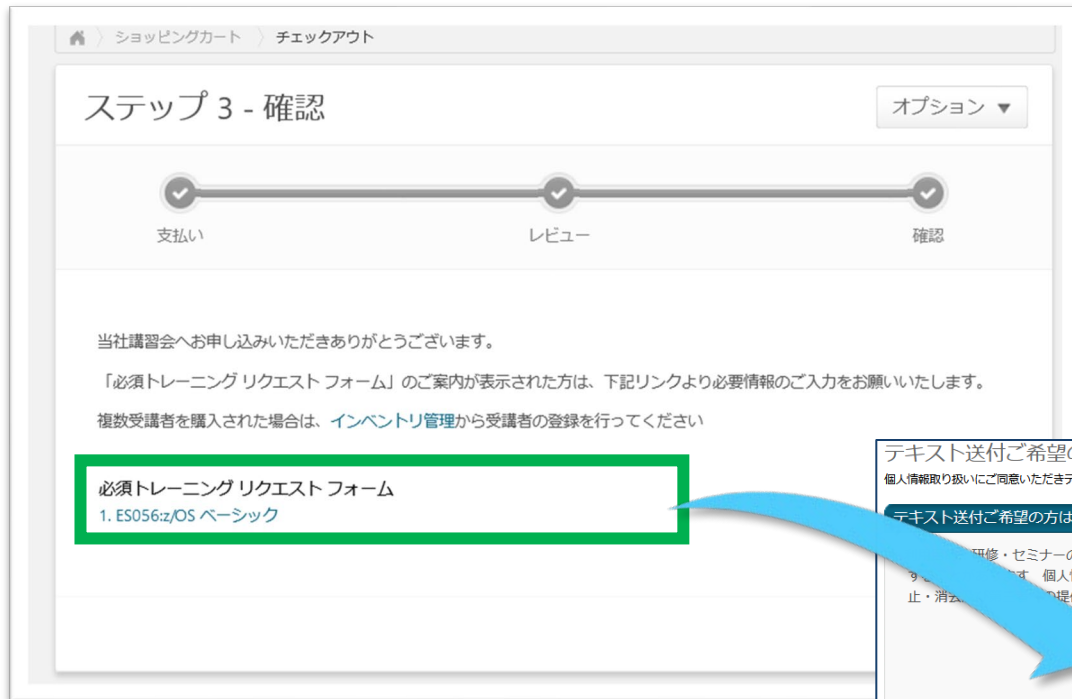 ショッピングカート 〉 チェックアウト
ステップ 3 - 確認
オプション ▼
支払い
レビュー
確認
当社講習会へお申し込みいただきありがとうございます。
「必須トレーニング リクエスト フォーム」のご案内が表示された方は、下記リンクより必要情報のご入力をお願いいたします。
複数受講者を購入された場合は、インベントリ管理から受講者の登録を行ってください
必須トレーニング リクエスト フォーム
1. ES056:z/OS ベーシック
テキスト送付ご希望の
個人情報取り扱いにご同意いただきテ
テキスト送付ご希望の方は
研修・セミナーの
す 個人
止・消